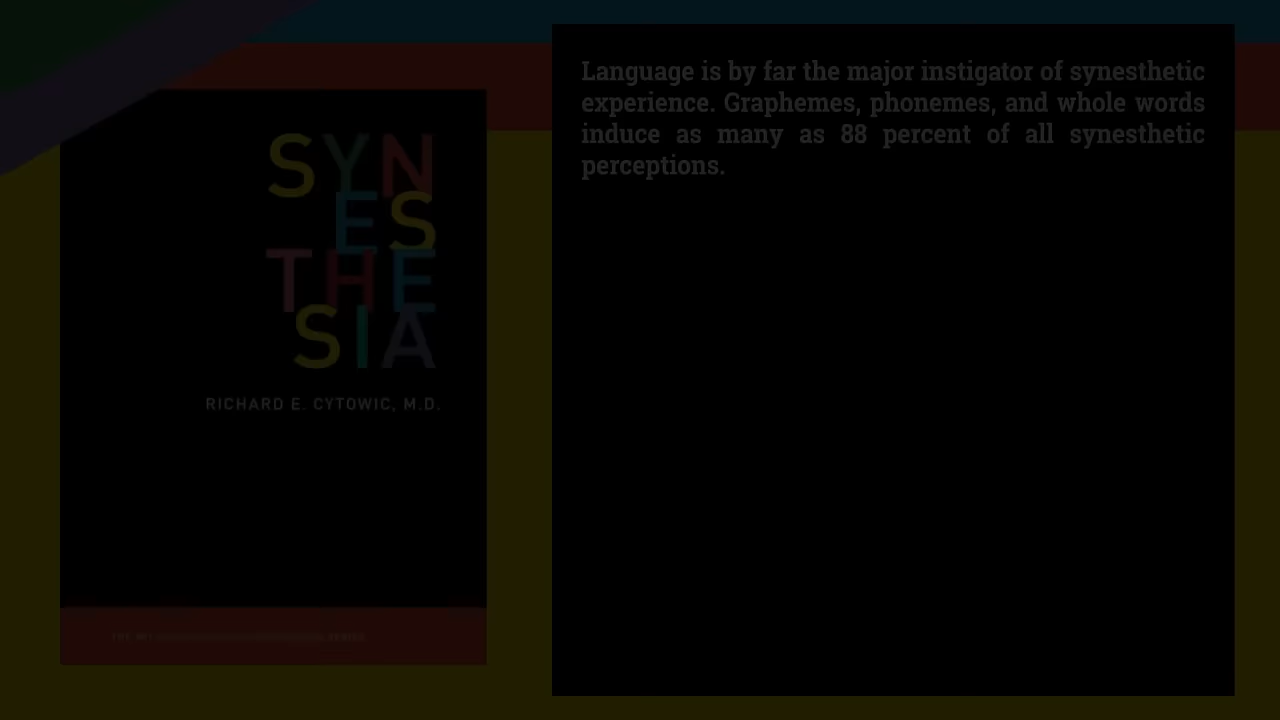 SYN
ES
THE
SIA
RICHARD E. CYTOWIC, M.D.
Language is by far the major instigator of synesthetic
experience. Graphemes, phonemes, and whole words
induce as many as 88 percent of all synesthetic
perceptions.